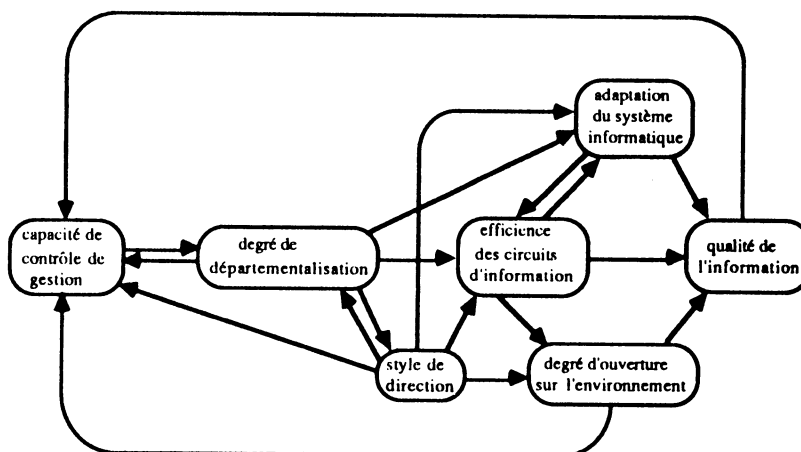 adaptation
du système
informatique
capacité de
contrôle de
gestion
degré de
départementalisation
efficience
des circuits
d'information
qualité de
l'information
style de
direction
degré d'ouverture
sur l'environnement